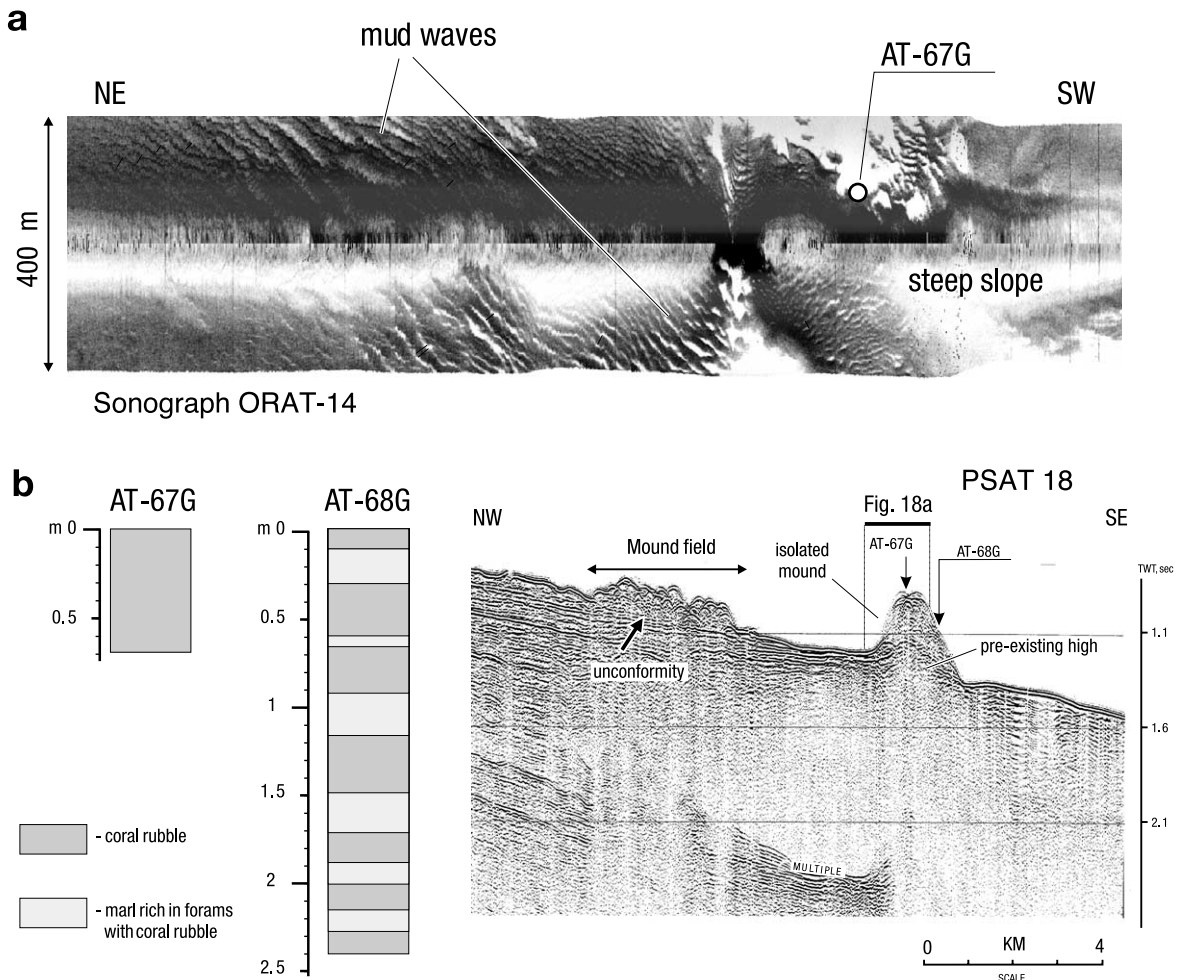 a
mud waves
AT-67G
NE
SW
400 m
steep slope
Sonograph ORAT-14
b
AT-67G
AT-68G
m 0
0.5
m 0
0.5
1
1.5
2
2.5
- coral rubble
- marl rich in forams
with coral rubble
PSAT 18
NW
Fig. 18a
SE
Mound field
isolated
mound
AT-67G
AT-68G
TWT, sec
1.1
unconformity
pre-existing high
1.6
2.1
MULTIPLE
0 KM 4
SCALE